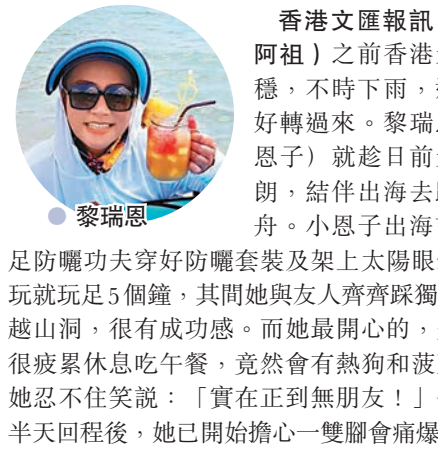 香港文匯報訊
阿祖）之前香港
穩，不時下雨，
好轉過來。黎瑞
恩子）就趁日前
朗，結伴出海去
舟。小恩子出海
足防曬功夫穿好防曬套裝及架上太陽眼
玩就玩足5個鐘，其間她與友人齊齊踩獨
越山洞，很有成功感。而她最開心的，
很疲累休息吃午餐，竟然會有熱狗和菠
她忍不住笑説：「實在正到無朋友！」
半天回程後，她已開始擔心一雙腳會痛爆
黎瑞恩